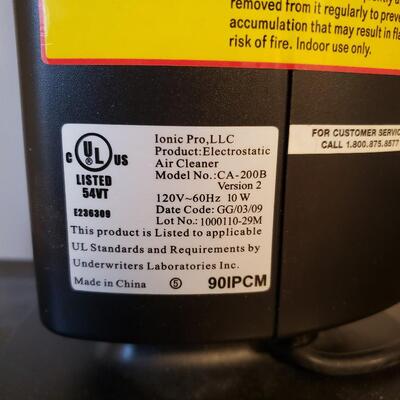 removed from it regularly to preve
accumulation that may result in fla
risk of fire. Indoor use only.
FOR CUSTOMER SERVICE
CALL 1.800.875.8577
C UL US
LISTED
54VT
E236309
Ionic Pro,LLC
Product:Electrostatic
Air Cleaner
Model No.:CA-200B
Version 2
120V~60Hz 10 W
Date Code: GG/03/09
Lot No.: 1000110-29M
This product is Listed to applicable
UL Standards and Requirements by
Underwriters Laboratories Inc.
Made in China ⑤ 90IPCM